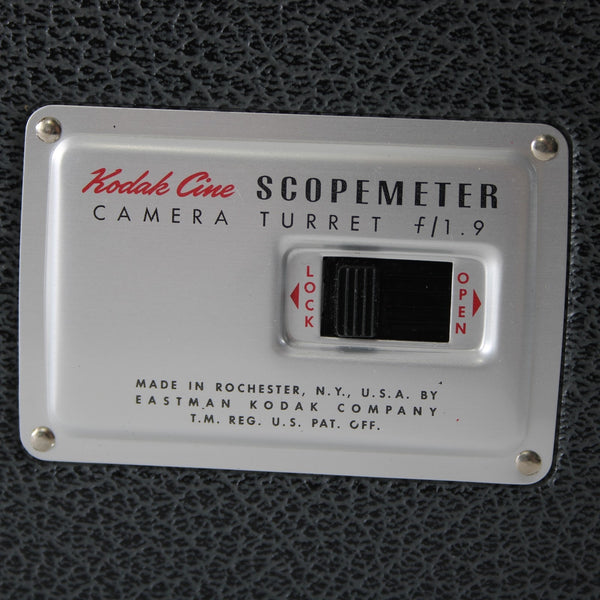 Kodak Cine SCOPEMETER
CAMERA TURRET f/1.9
LOCK
OPEN
MADE IN ROCHESTER, N.Y., U.S.A. BY
EASTMAN KODAK COMPANY
T.M. REG. U.S. PAT. OFF.